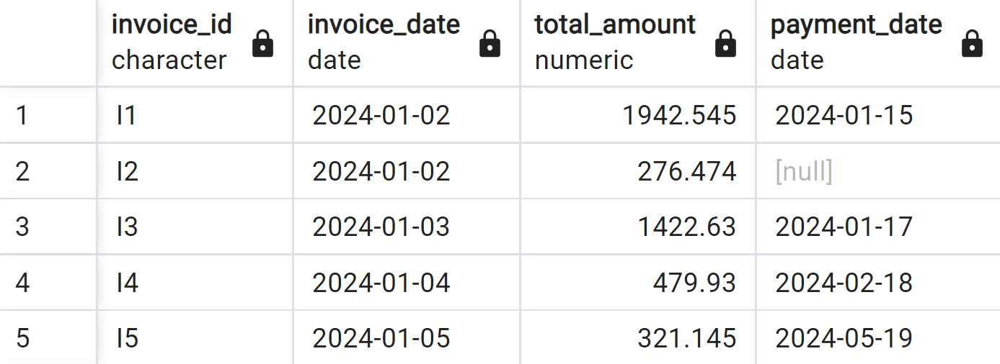 invoice_id invoice_date total_amount payment_date
character date numeric date
1 I1 2024-01-02 1942.545 2024-01-15
2 I2 2024-01-02 276.474 [null]
3 I3 2024-01-03 1422.63 2024-01-17
4 I4 2024-01-04 479.93 2024-02-18
5 I5 2024-01-05 321.145 2024-05-19